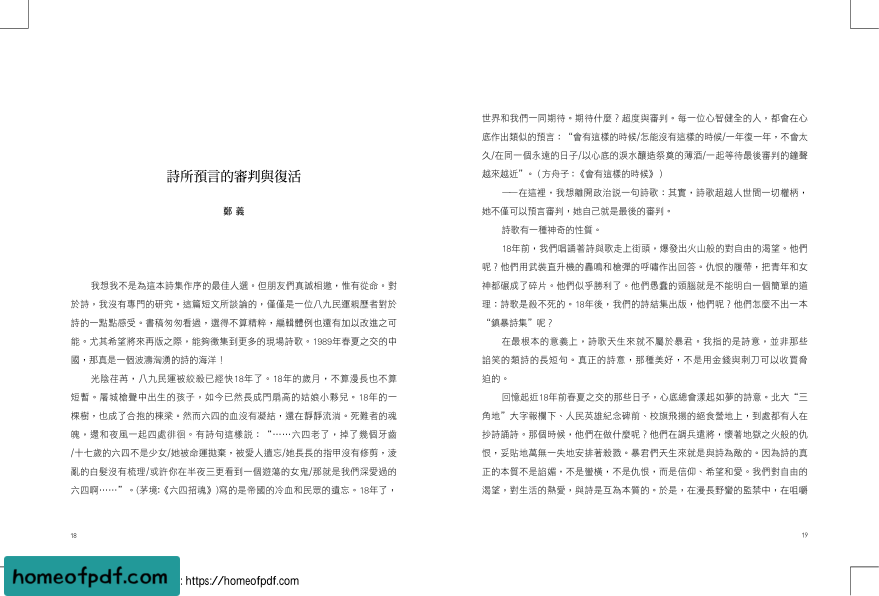 詩所預言的審判與復活
鄭 義
我想我不是為這本詩集作序的最佳人選。但朋友們真誠相邀，惟有從命。對
於詩，我沒有專門的研究。這篇短文所談論的，僅僅是一位八九民運親歷者對於
詩的一點點感受。書稿匆匆看過，選得不算精粹，編輯體例也還有加以改進之可
能。尤其希望將來再版之際，能夠徵集到更多的現場詩歌。1989年春夏之交的中
國，那真是一個波濤洶湧的詩的海洋！
光陰荏苒，八九民運被絞殺已經快18年了。18年的歲月，不算漫長也不算
短暫。屠城槍聲中出生的孩子，如今已然長成門扇高的姑娘小夥兒。18年的一
棵樹，也成了合抱的棟梁。然而六四的血沒有凝結，還在靜靜流淌。死難者的魂
魄，還和夜風一起四處徘徊。有詩句這樣說：“……六四老了，掉了幾個牙齒
/十七歲的六四不是少女/她被命運拋棄，被愛人遺忘/她長長的指甲沒有修剪，淩
亂的白髮沒有梳理/或許你在半夜三更看到一個遊蕩的女鬼/那就是我們深愛過的
六四啊……”。(茅境:《六四招魂》)寫的是帝國的冷血和民眾的遺忘。18年了，
18
世界和我們一同期待。期待什麼？超度與審判。每一位心智健全的人，都會在心
底作出類似的預言：“會有這樣的時候/怎能沒有這樣的時候/一年復一年，不會太
久/在同一個永遠的日子/以心底的淚水釀造祭奠的薄酒/一起等待最後審判的鐘聲
越來越近”。（方舟子：《會有這樣的時候》）
──在這裡，我想離開政治說一句詩歌：其實，詩歌超越人世間一切權柄，
她不僅可以預言審判，她自己就是最後的審判。
詩歌有一種神奇的性質。
18年前，我們唱誦著詩與歌走上街頭，爆發出火山般的對自由的渴望。他們
呢？他們用武裝直升機的轟鳴和槍彈的呼嘯作出回答。仇恨的履帶，把青年和女
神都碾成了碎片。他們似乎勝利了。他們愚蠢的頭腦就是不能明白一個簡單的道
理：詩歌是殺不死的。18年後，我們的詩結集出版，他們呢？他們怎麼不出一本
“鎮暴詩集”呢？
在最根本的意義上，詩歌天生來就不屬於暴君。我指的是詩意，並非那些
諂笑的類詩的長短句。真正的詩意，那種美好，不是用金錢與刺刀可以收買脅
迫的。
回憶起近18年前春夏之交的那些日子，心底總會漾起如夢的詩意。北大“三
角地”大字報欄下、人民英雄紀念碑前、校旗飛揚的絕食營地上，到處都有人在
抄詩誦詩。那個時候，他們在做什麼呢？他們在調兵遣將，懷著地獄之火般的仇
恨，妥貼地萬無一失地安排著殺戮。暴君們天生來就是與詩為敵的。因為詩的真
正的本質不是諂媚，不是蠻橫，不是仇恨，而是信仰、希望和愛。我們對自由的
渴望，對生活的熱愛，與詩是互為本質的。於是，在漫長野蠻的監禁中，在咀嚼
19
homeofpdf.com
: https://homeofpdf.com